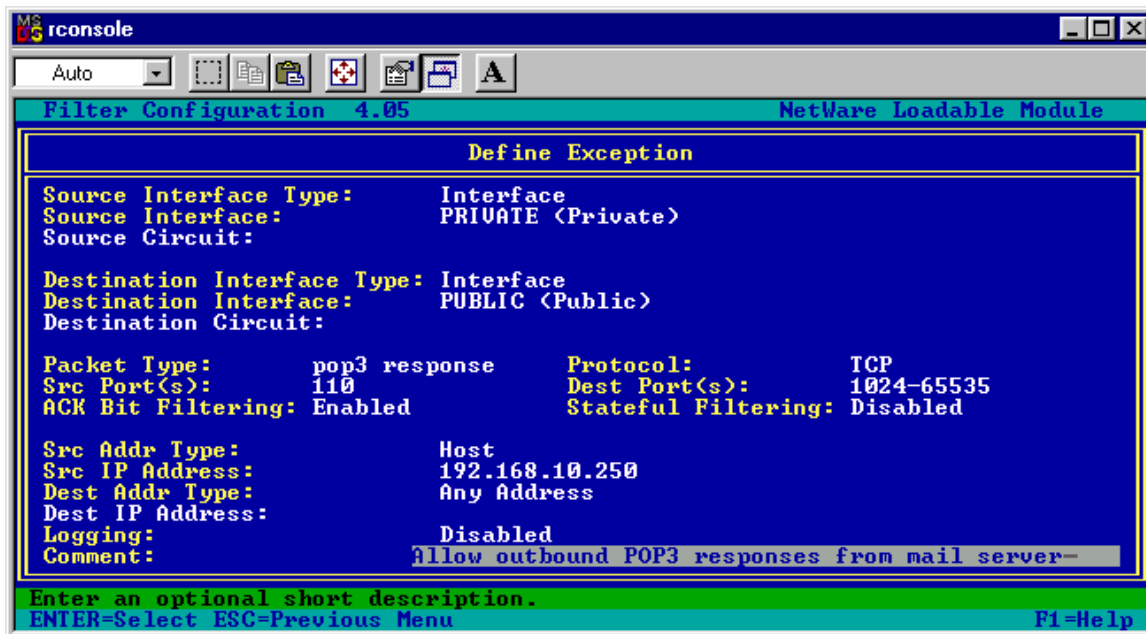 MS DOS rconsole
Auto A
Filter Configuration 4.05 NetWare Loadable Module
Define Exception
Source Interface Type: Interface
Source Interface: PRIVATE (Private)
Source Circuit:
Destination Interface Type: Interface
Destination Interface: PUBLIC (Public)
Destination Circuit:
Packet Type: pop3 response Protocol: TCP
Src Port(s): 110 Dest Port(s): 1024-65535
ACK Bit Filtering: Enabled Stateful Filtering: Disabled
Src Addr Type: Host
Src IP Address: 192.168.10.250
Dest Addr Type: Any Address
Dest IP Address:
Logging: Disabled
Comment: Allow outbound POP3 responses from mail server
Enter an optional short description.
ENTER=Select ESC=Previous Menu F1=Help